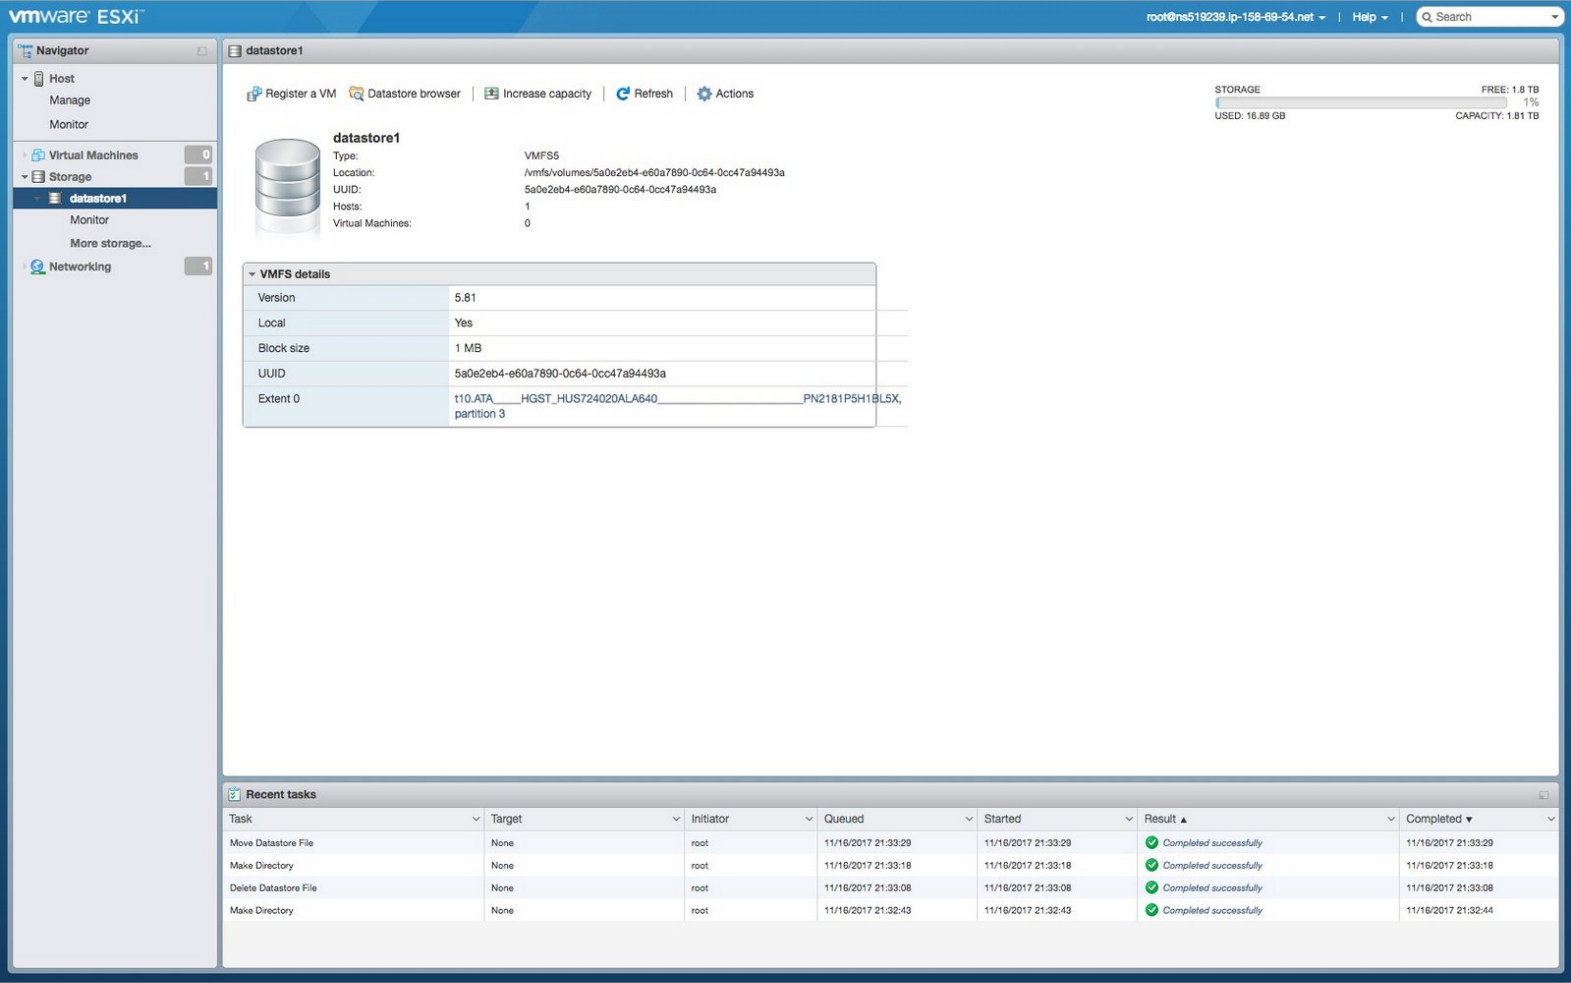 vmware ESXi™
root@ns519239.ip-158-69-54.net | Help | Search
Navigator
Host
Manage
Monitor
Virtual Machines 0
Storage 1
datastore1
Monitor
More storage...
Networking 1
datastore1
Register a VM Datastore browser | Increase capacity | Refresh | Actions
STORAGE FREE: 1.8 TB
1%
USED: 16.89 GB CAPACITY: 1.81 TB
datastore1
Type: VMFS5
Location: /vmfs/volumes/5a0e2eb4-e60a7890-0c64-0cc47a94493a
UUID: 5a0e2eb4-e60a7890-0c64-0cc47a94493a
Hosts: 1
Virtual Machines: 0
VMFS details
Version 5.81
Local Yes
Block size 1 MB
UUID 5a0e2eb4-e60a7890-0c64-0cc47a94493a
Extent 0 t10.ATA_____HGST_HUS724020ALA640_______________________PN2181P5H1BL5X,
partition 3
Recent tasks
Task Target Initiator Queued Started Result ▲ Completed ▼
Move Datastore File None root 11/16/2017 21:33:29 11/16/2017 21:33:29 Completed successfully 11/16/2017 21:33:29
Make Directory None root 11/16/2017 21:33:18 11/16/2017 21:33:18 Completed successfully 11/16/2017 21:33:18
Delete Datastore File None root 11/16/2017 21:33:08 11/16/2017 21:33:08 Completed successfully 11/16/2017 21:33:08
Make Directory None root 11/16/2017 21:32:43 11/16/2017 21:32:43 Completed successfully 11/16/2017 21:32:44